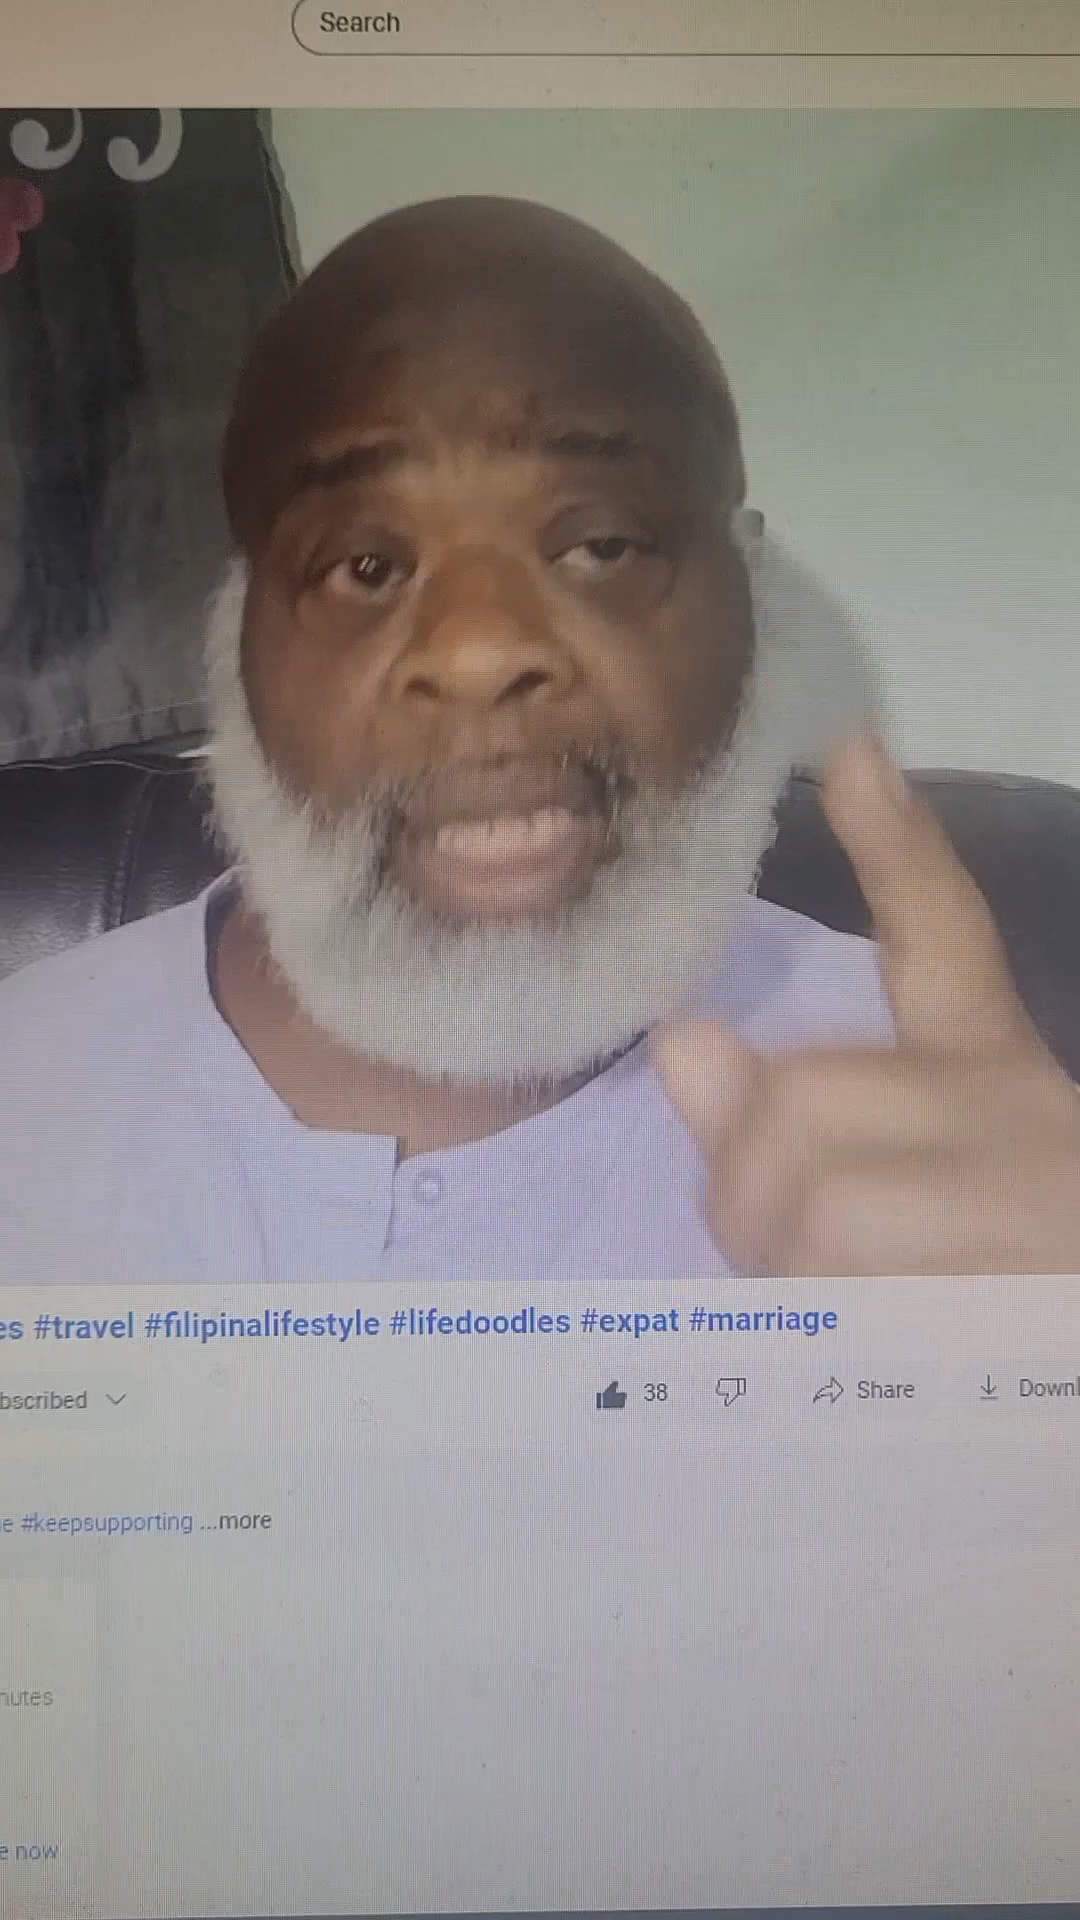 Search
es #travel #filipinalifestyle #lifedoodles #expat #marriage
bscribed 38 Share Downl
e #keepsupporting ...more
nutes
e now